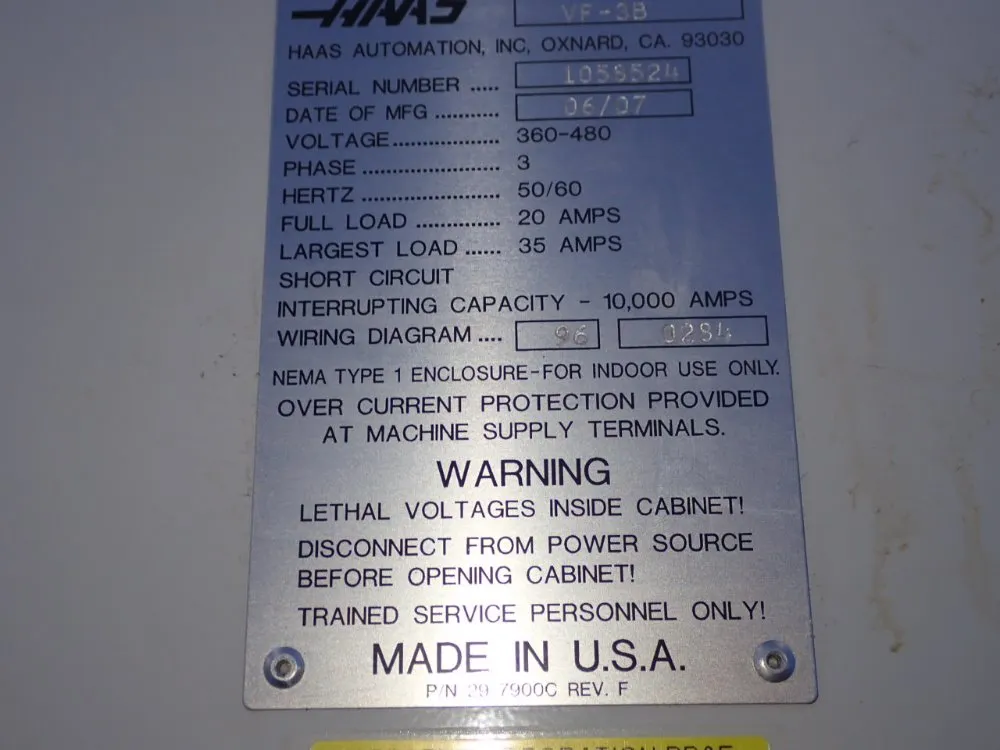 HAAS VF-3B
HAAS AUTOMATION, INC, OXNARD, CA. 93030
SERIAL NUMBER ..... 1058524
DATE OF MFG ........... 06/07
VOLTAGE................... 360-480
PHASE ........................ 3
HERTZ ........................ 50/60
FULL LOAD .............. 20 AMPS
LARGEST LOAD ...... 35 AMPS
SHORT CIRCUIT
INTERRUPTING CAPACITY - 10,000 AMPS
WIRING DIAGRAM .... 96 0284
NEMA TYPE 1 ENCLOSURE-FOR INDOOR USE ONLY.
OVER CURRENT PROTECTION PROVIDED
AT MACHINE SUPPLY TERMINALS.
WARNING
LETHAL VOLTAGES INSIDE CABINET!
DISCONNECT FROM POWER SOURCE
BEFORE OPENING CABINET!
TRAINED SERVICE PERSONNEL ONLY!
MADE IN U.S.A.
P/N 29 7900C REV. F